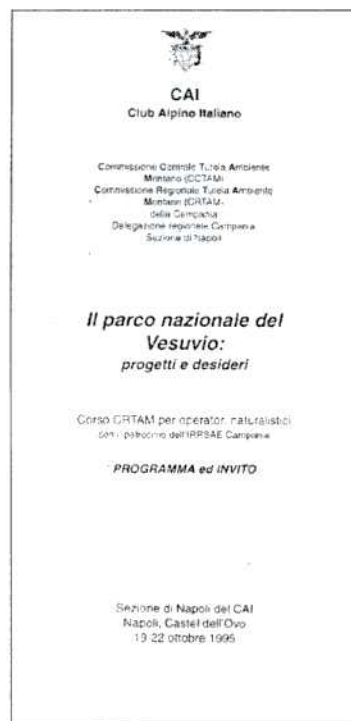 CAI
Club Alpino Italiano
Commissione Centrale Tutela Ambiente
Montano (CCTAM)
Commissione Regionale Tutela Ambiente
Montano (CRTAM)
della Campania
Delegazione regionale Campania
Sezione di Napoli
Il parco nazionale del
Vesuvio:
progetti e desideri
Corso CRTAM per operatori naturalistici
con il patrocinio dell'IRRSAE Campania
PROGRAMMA ed INVITO
Sezione di Napoli del CAI
Napoli, Castel dell'Ovo
19-22 ottobre 1995